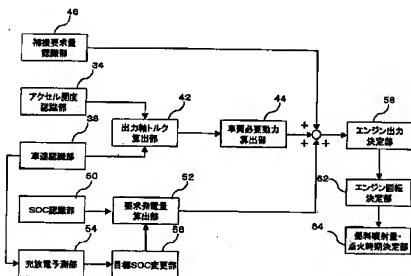 46
補機要求量
認識部
34
アクセル開度
認識部
42
出力軸トルク
算出部
44
車両必要動力
算出部
58
エンジン出力
決定部
38
車速認識部
+
+
+
50
SOC認識部
52
要求発電量
算出部
62
エンジン回転
決定部
54
充放電予測部
56
目標SOC変更部
64
燃料噴射量・
点火時期決定部